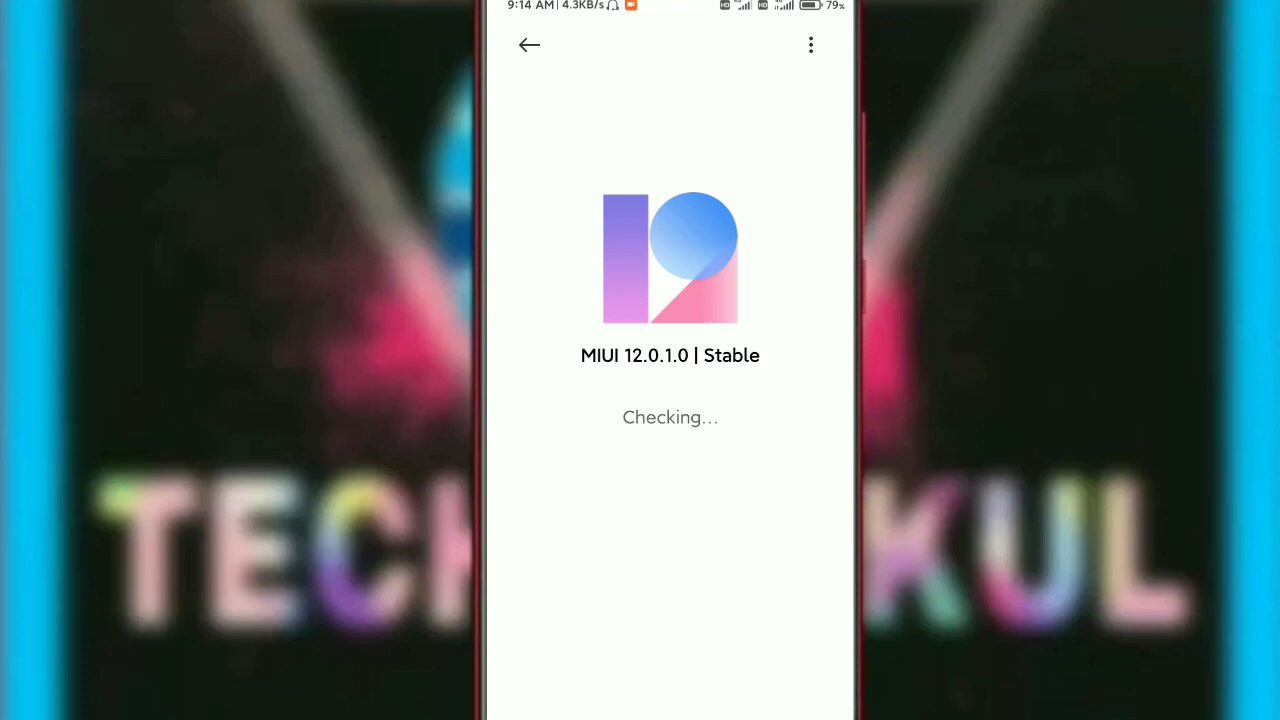 9:14 AM | 4.3KB/s
79%
MIUI 12.0.1.0 | Stable
Checking...
TECH
KUL